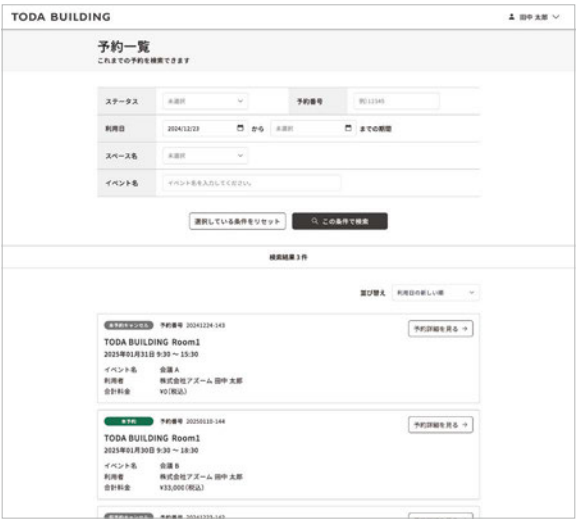 TODA BUILDING
田中 太郎
予約一覧
これまでの予約を検索できます
ステータス 未選択 予約番号 例)12345
利用日 2024/12/23 から 未選択 までの期間
スペース名 未選択
イベント名 イベント名を入力してください。
選択している条件をリセット この条件で検索
検索結果 3 件
並び替え 利用日の新しい順
本予約キャンセル 予約番号 20241224-143
予約詳細を見る →
TODA BUILDING Room1
2025年01月31日 9:30 〜 15:30
イベント名 会議 A
利用者 株式会社アズーム 田中 太郎
合計料金 ¥0(税込)
本予約 予約番号 20250110-144
予約詳細を見る →
TODA BUILDING Room1
2025年01月30日 9:30 〜 18:30
イベント名 会議 B
利用者 株式会社アズーム 田中 太郎
合計料金 ¥33,000(税込)